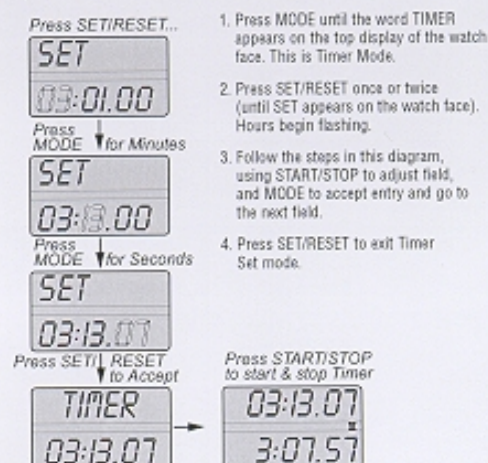 Press SET/RESET...
SET
03:01.00
Press
MODE for Minutes
SET
03:13.00
Press
MODE for Seconds
SET
03:13.07
Press SET/ RESET
to Accept
TIMER
03:13.07
Press START/STOP
to start & stop Timer
03:13.07
3:07.57
1. Press MODE until the word TIMER
appears on the top display of the watch
face. This is Timer Mode.
2. Press SET/RESET once or twice
(until SET appears on the watch face).
Hours begin flashing.
3. Follow the steps in this diagram,
using START/STOP to adjust field,
and MODE to accept entry and go to
the next field.
4. Press SET/RESET to exit Timer
Set mode.